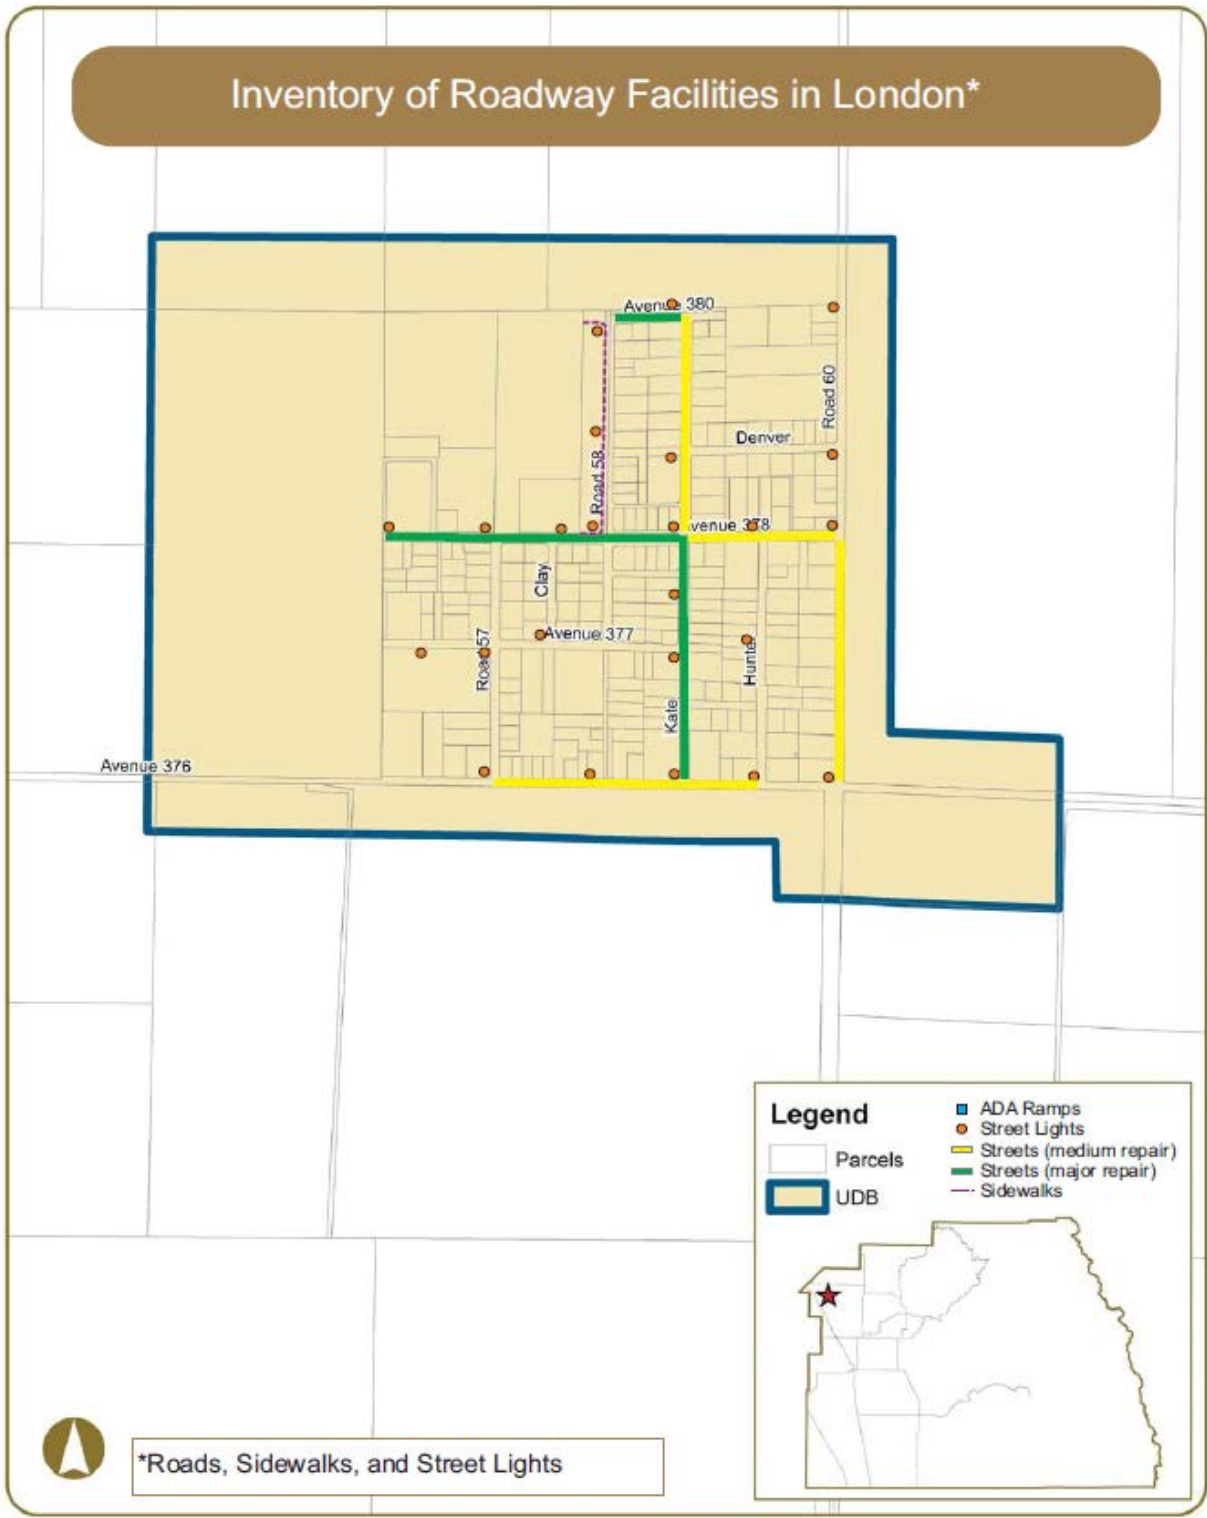 Inventory of Roadway Facilities in London*
Avenue 380
Road 60
Denver
Road 58
Avenue 378
Clay
Avenue 377
Road 57
Hunter
Kate
Avenue 376
Legend
Parcels
UDB
ADA Ramps
Street Lights
Streets (medium repair)
Streets (major repair)
Sidewalks
*Roads, Sidewalks, and Street Lights